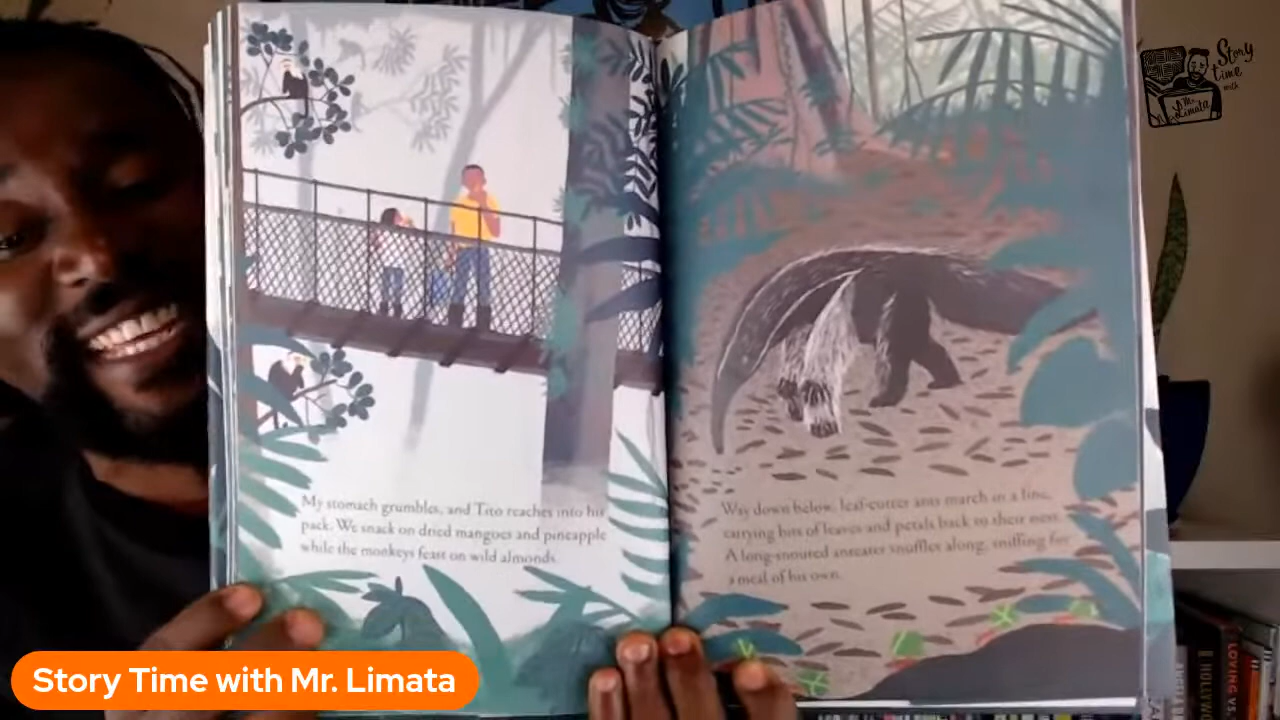 Story
time
with
Mr.
Limata
My stomach grumbles, and Tito reaches into his
pack. We snack on dried mangoes and pineapple
while the monkeys feast on wild almonds.
Way down below, leaf-cutter ants march in a line,
carrying bits of leaves and petals back to their nest.
A long-snouted anteater snuffles along, sniffing for
a meal of his own.
Story Time with Mr. Limata
HOLLYW
LOVING VS